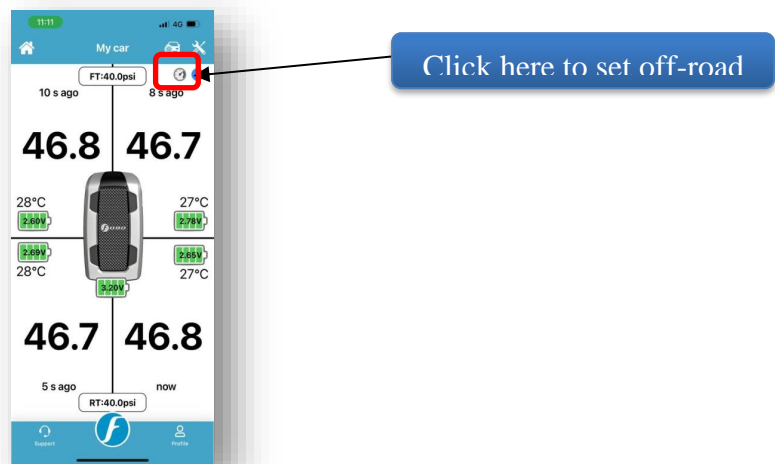 11:11
4G
My car
FT:40.0psi
10 s ago
8 s ago
Click here to set off-road
46.8
46.7
28°C
27°C
2.60V
2.78V
FOBO
2.69V
2.65V
28°C
27°C
3.20V
46.7
46.8
5 s ago
now
RT:40.0psi
Support
Profile